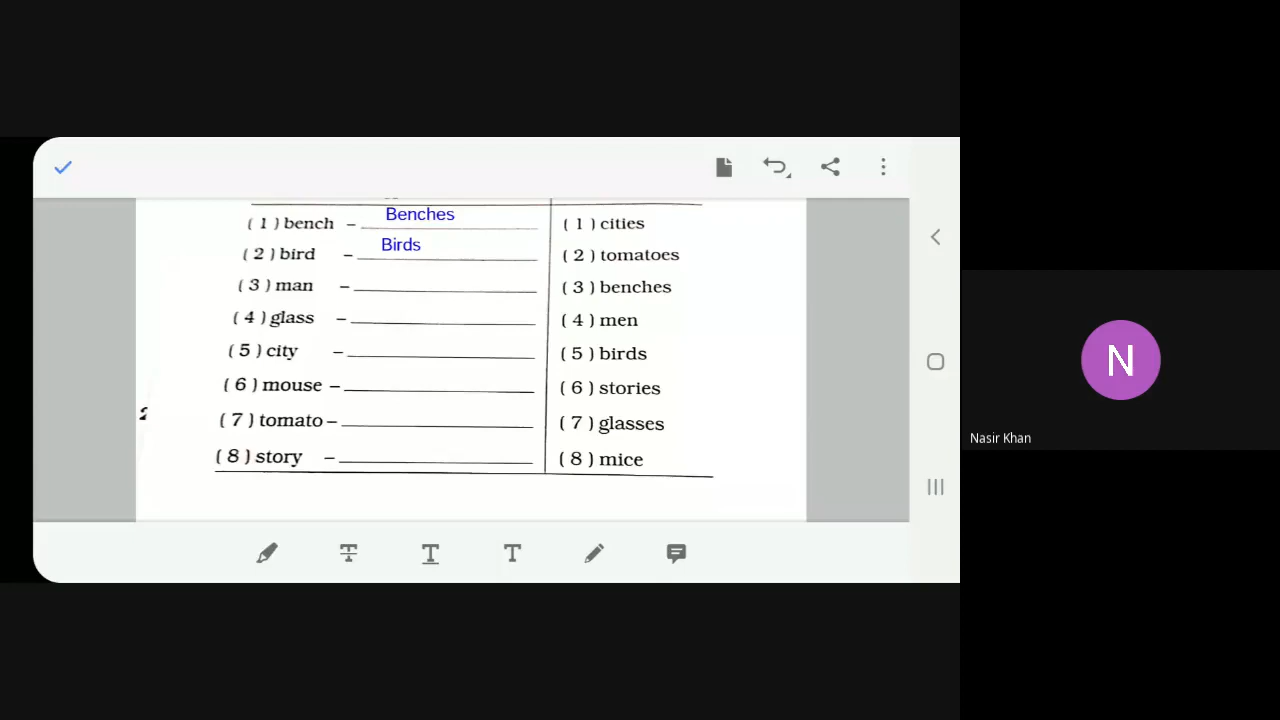 Benches
( 1 ) bench – ( 1 ) cities
Birds
( 2 ) bird – ( 2 ) tomatoes
( 3 ) man – ( 3 ) benches
( 4 ) glass – ( 4 ) men
( 5 ) city – ( 5 ) birds
( 6 ) mouse – ( 6 ) stories
( 7 ) tomato – ( 7 ) glasses
( 8 ) story – ( 8 ) mice
N
Nasir Khan